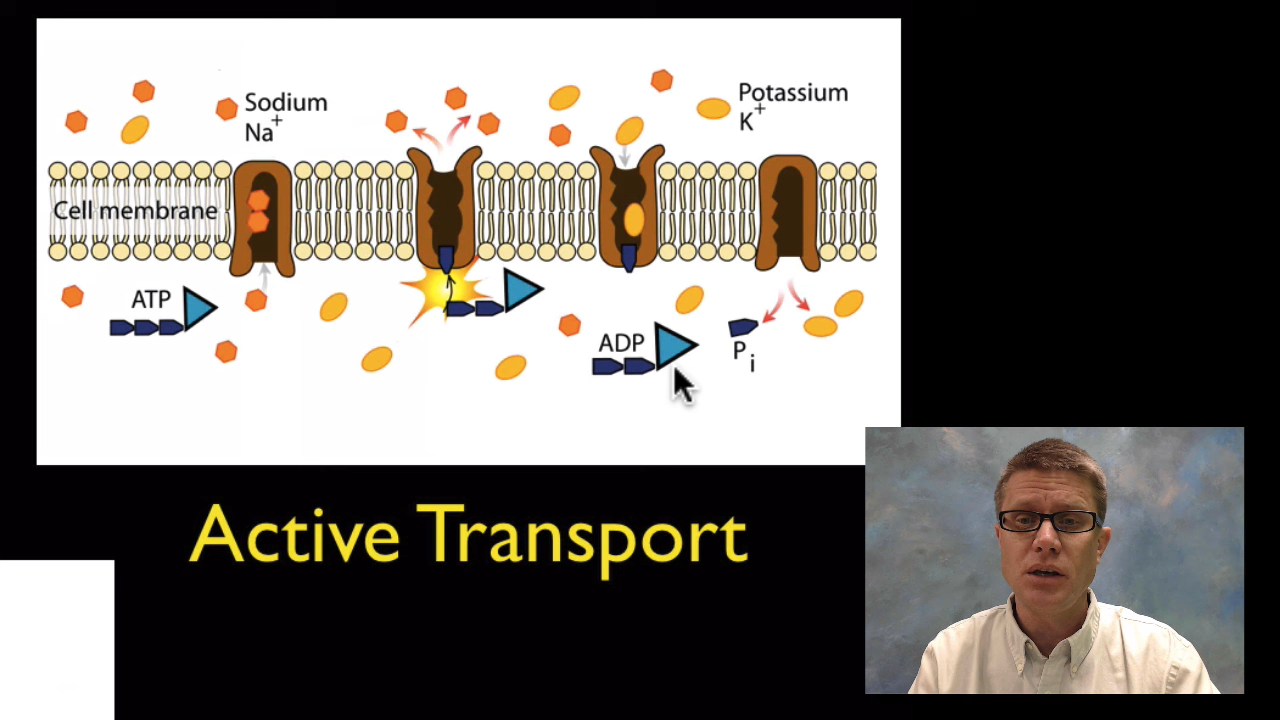 Sodium
Na+
Potassium
K+
Cell membrane
ATP
ADP
Pi
Active Transport